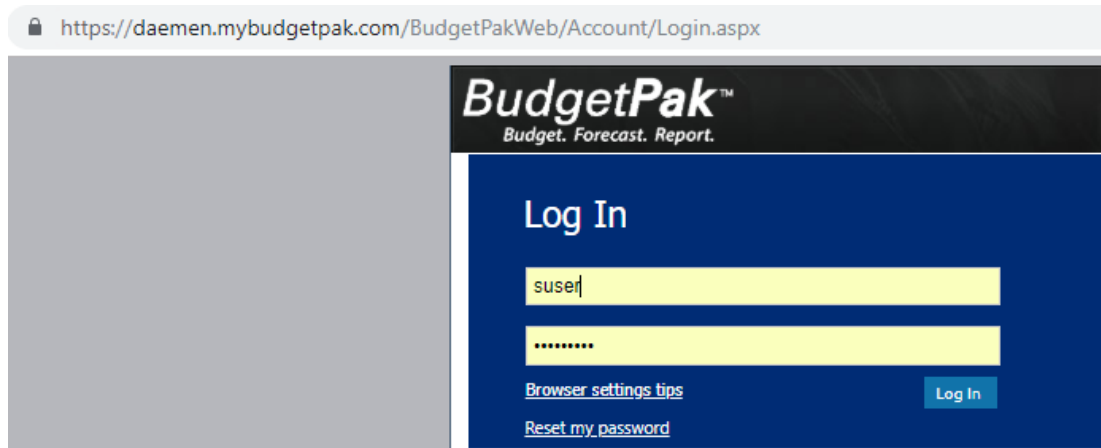 https://daemen.mybudgetpak.com/BudgetPakWeb/Account/Login.aspx
BudgetPak™
Budget. Forecast. Report.
Log In
suser
•••••••••
Browser settings tips
Log In
Reset my password